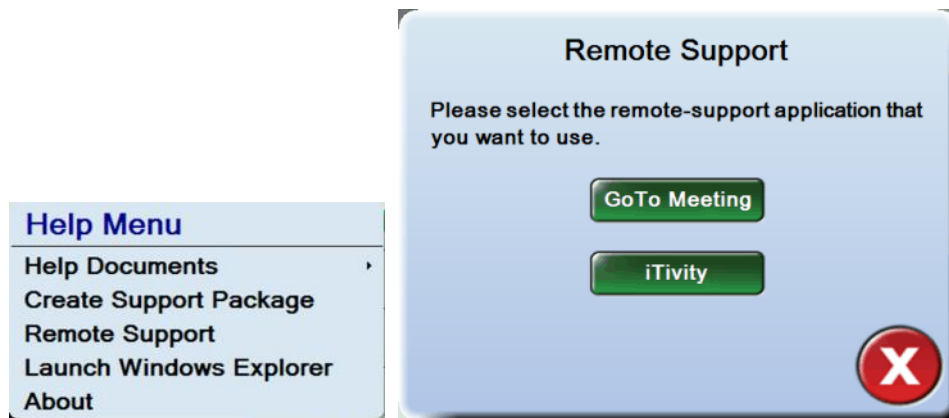 Help Menu
Help Documents
Create Support Package
Remote Support
Launch Windows Explorer
About
Remote Support
Please select the remote-support application that
you want to use.
GoTo Meeting
iTivity
X